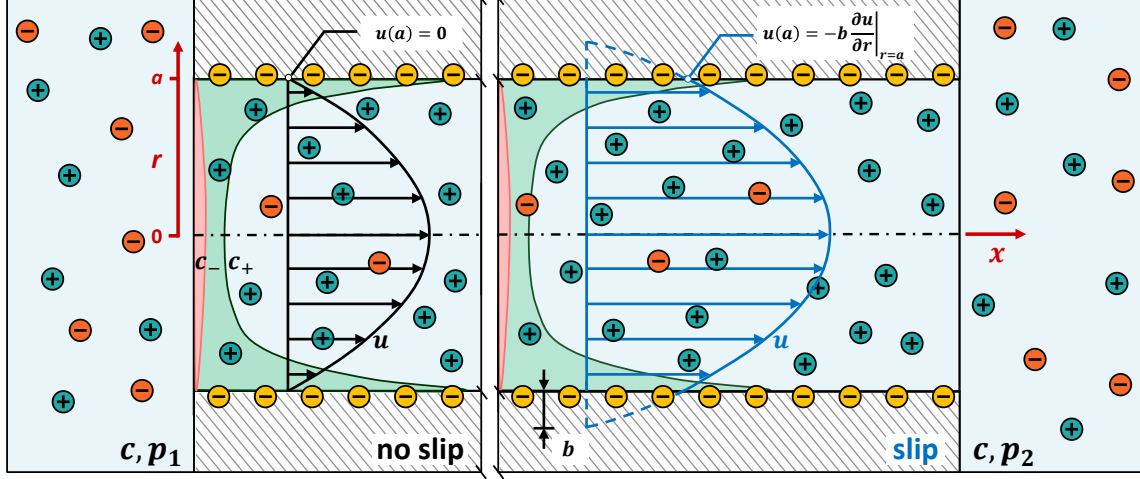 u(a) = 0
u(a) = −b ∂u/∂r|r=a
a
r
0
x
c₋ c₊
u
u
b
no slip
slip
c, p₁
c, p₂